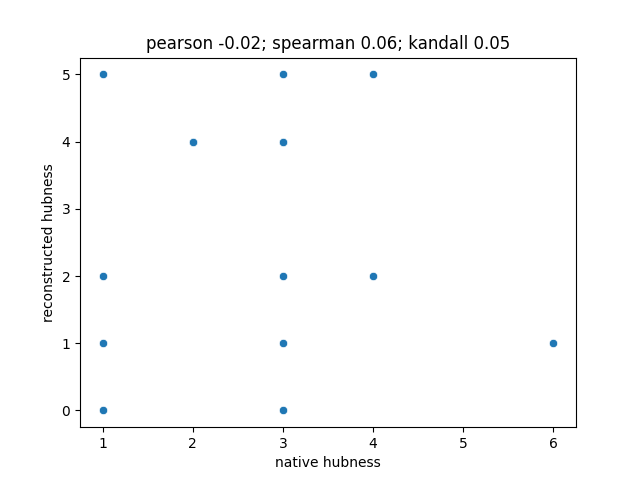 pearson -0.02; spearman 0.06; kandall 0.05
5
4
3
2
1
0
reconstructed hubness
1 2 3 4 5 6
native hubness